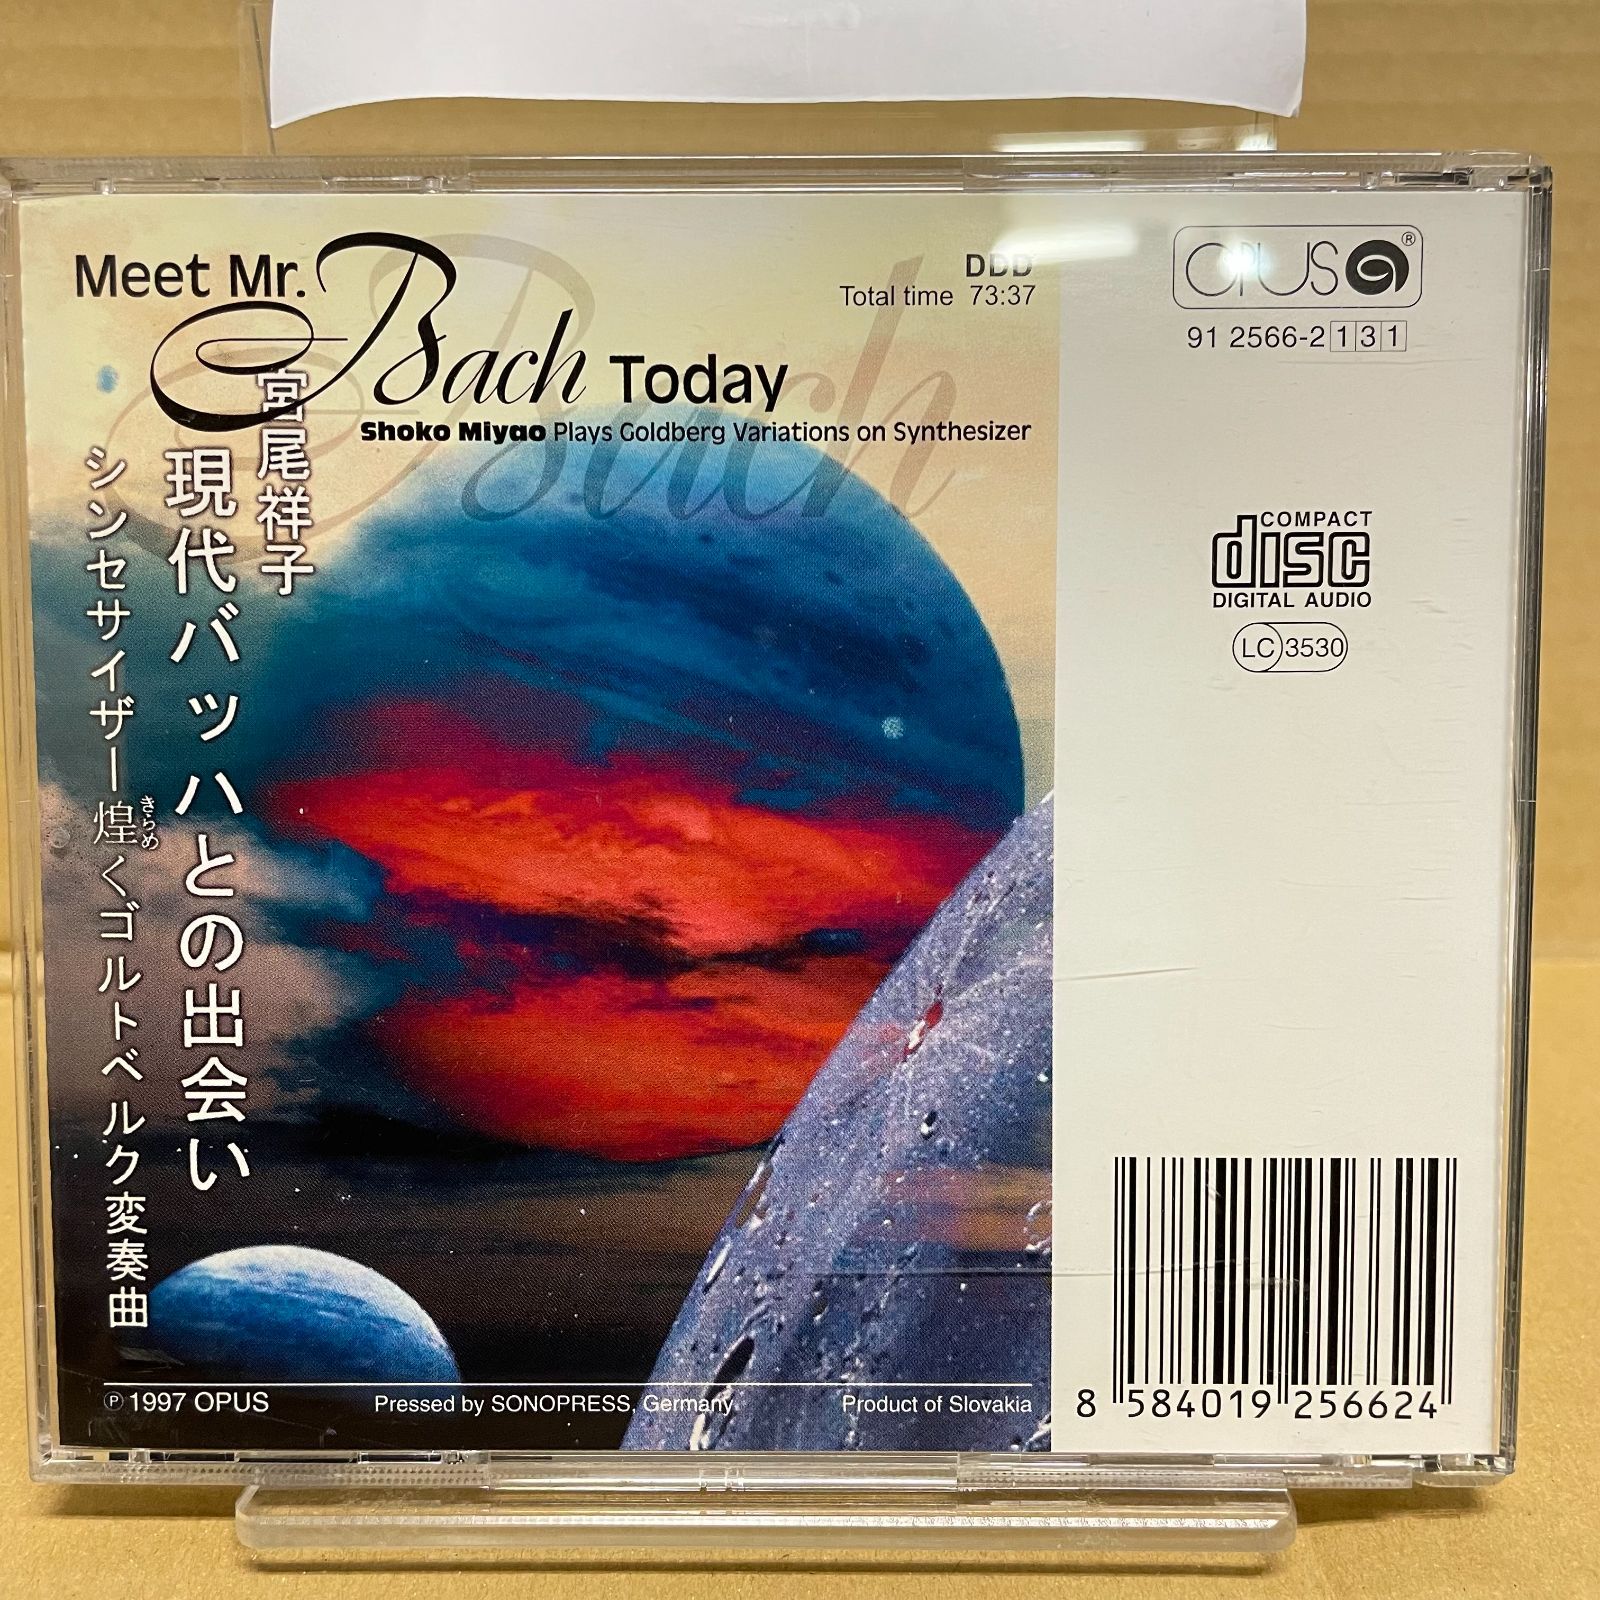 Meet Mr. Bach Today
DDD
Total time 73:37
Shoko Miyao Plays Goldberg Variations on Synthesizer
Bach
宮尾祥子
現代バッハとの出会い
シンセサイザー煌くゴルトベルク変奏曲
きらめ
OPUS ®
91 2566-2 131
COMPACT
disc
DIGITAL AUDIO
LC 3530
℗ 1997 OPUS
Pressed by SONOPRESS, Germany
Product of Slovakia
8 584019 256624